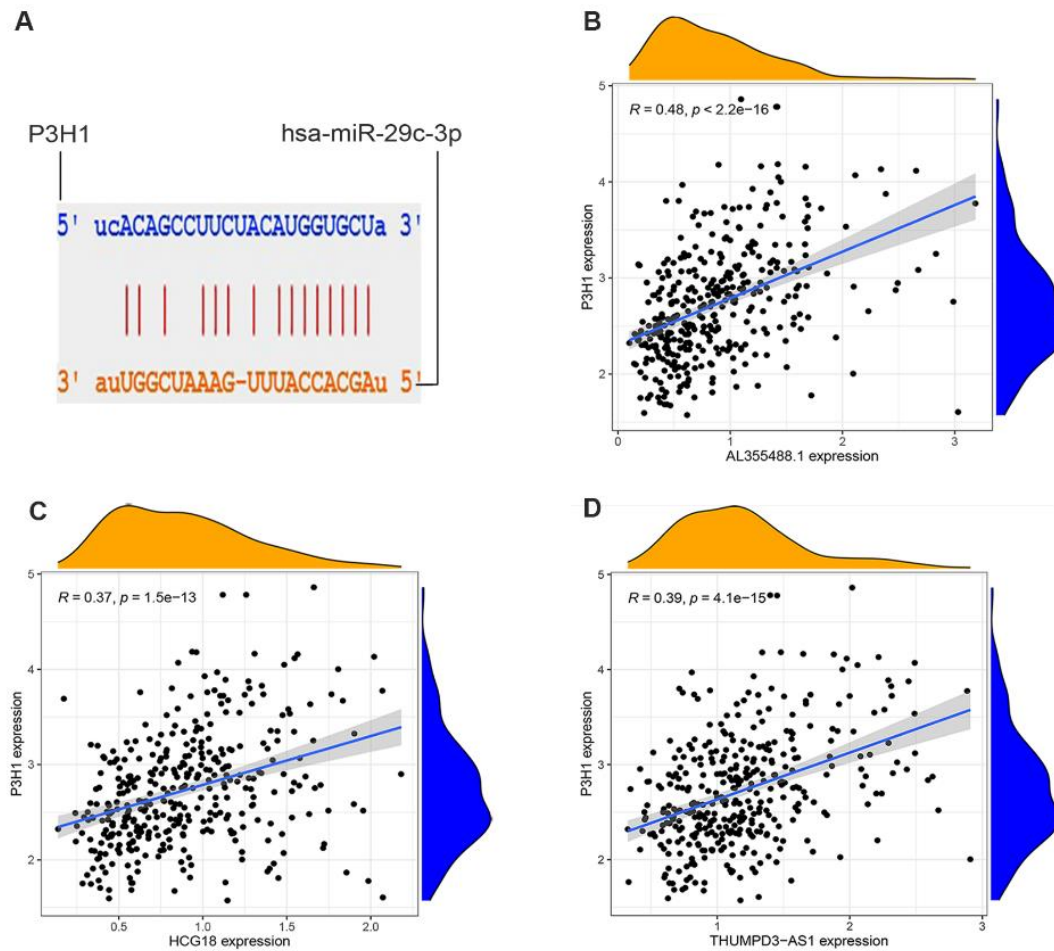 A
P3H1 hsa-miR-29c-3p
5' ucACAGCCUUCUACAUGGUGCUa 3'
3' auUGGCUAAAG-UUUACCACGAu 5'
B
R = 0.48, p < 2.2e-16
P3H1 expression
5
4
3
2
0 1 2 3
AL355488.1 expression
C
R = 0.37, p = 1.5e-13
P3H1 expression
5
4
3
2
0.5 1.0 1.5 2.0
HCG18 expression
D
R = 0.39, p = 4.1e-15
P3H1 expression
5
4
3
2
1 2 3
THUMPD3-AS1 expression